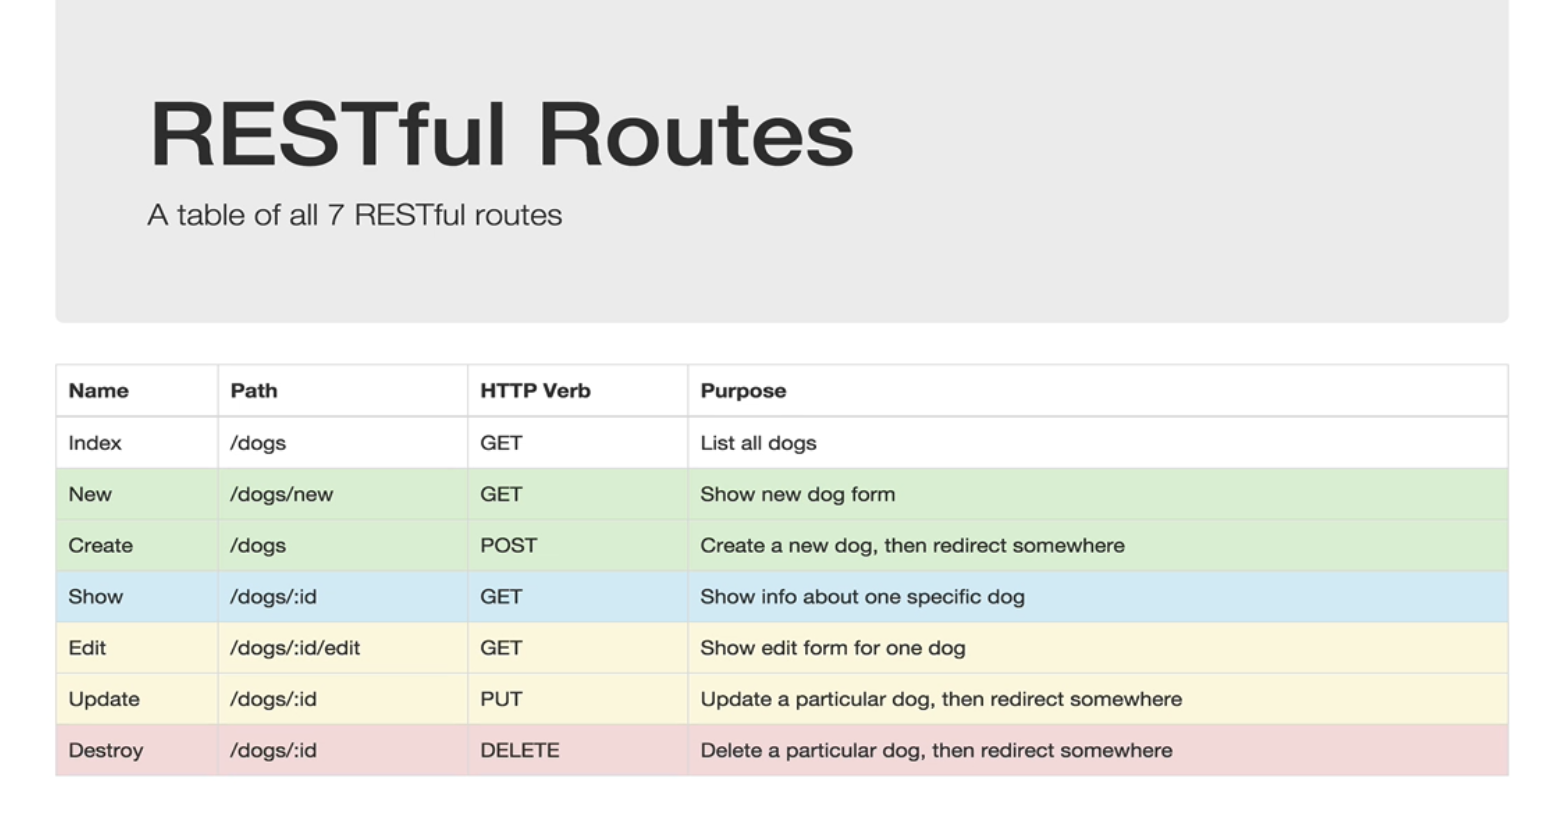 RESTful Routes
A table of all 7 RESTful routes
Name Path HTTP Verb Purpose
Index /dogs GET List all dogs
New /dogs/new GET Show new dog form
Create /dogs POST Create a new dog, then redirect somewhere
Show /dogs/:id GET Show info about one specific dog
Edit /dogs/:id/edit GET Show edit form for one dog
Update /dogs/:id PUT Update a particular dog, then redirect somewhere
Destroy /dogs/:id DELETE Delete a particular dog, then redirect somewhere